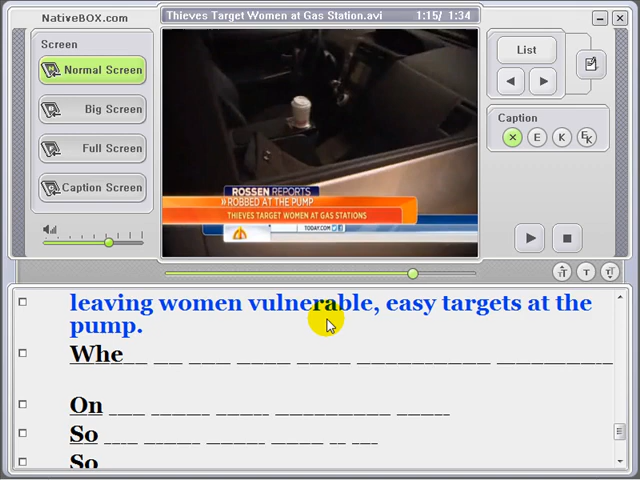 NativeBOX.com
Thieves Target Women at Gas Station.avi
1:15/ 1:34
Screen
Normal Screen
Big Screen
Full Screen
Caption Screen
List
Caption
E
K
EK
T
T
T
ROSSEN REPORTS
»ROBBED AT THE PUMP
THIEVES TARGET WOMEN AT GAS STATIONS
TODAY.COM
leaving women vulnerable, easy targets at the
pump.
Whe
On
So
So